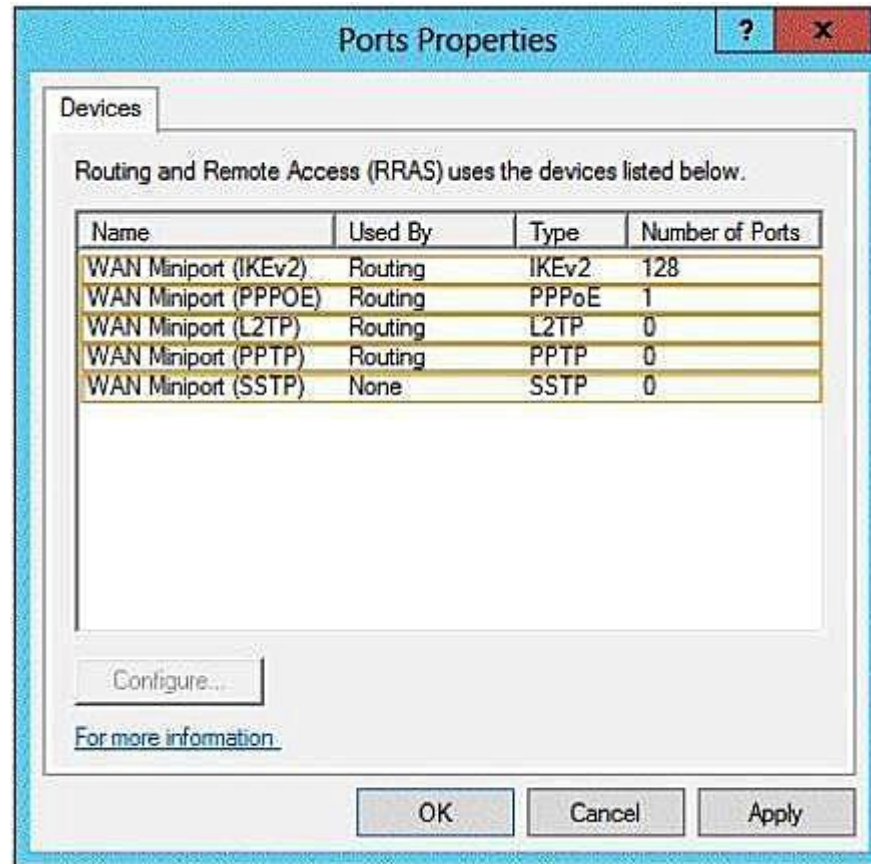 Ports Properties
? x
Devices
Routing and Remote Access (RRAS) uses the devices listed below.
Name Used By Type Number of Ports
WAN Miniport (IKEv2) Routing IKEv2 128
WAN Miniport (PPPOE) Routing PPPoE 1
WAN Miniport (L2TP) Routing L2TP 0
WAN Miniport (PPTP) Routing PPTP 0
WAN Miniport (SSTP) None SSTP 0
Configure...
For more information
OK Cancel Apply